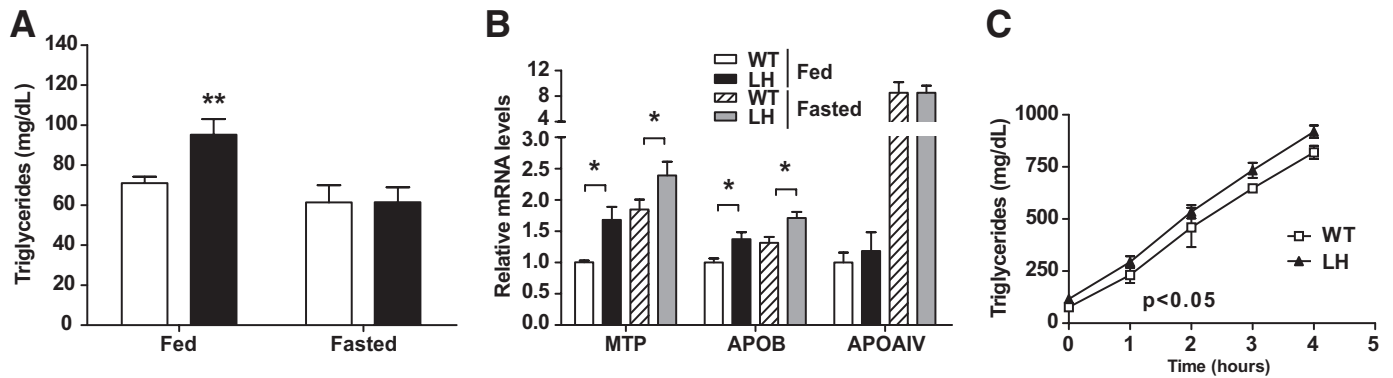 A
Triglycerides (mg/dL)
140
120
100
80
60
40
20
0
**
Fed
Fasted
B
WT
LH
Fed
WT
LH
Fasted
Relative mRNA levels
12
8
4
3.0
2.5
2.0
1.5
1.0
0.5
0.0
*
*
*
*
MTP
APOB
APOAIV
C
Triglycerides (mg/dL)
1000
750
500
250
0
WT
LH
p<0.05
0 1 2 3 4 5
Time (hours)